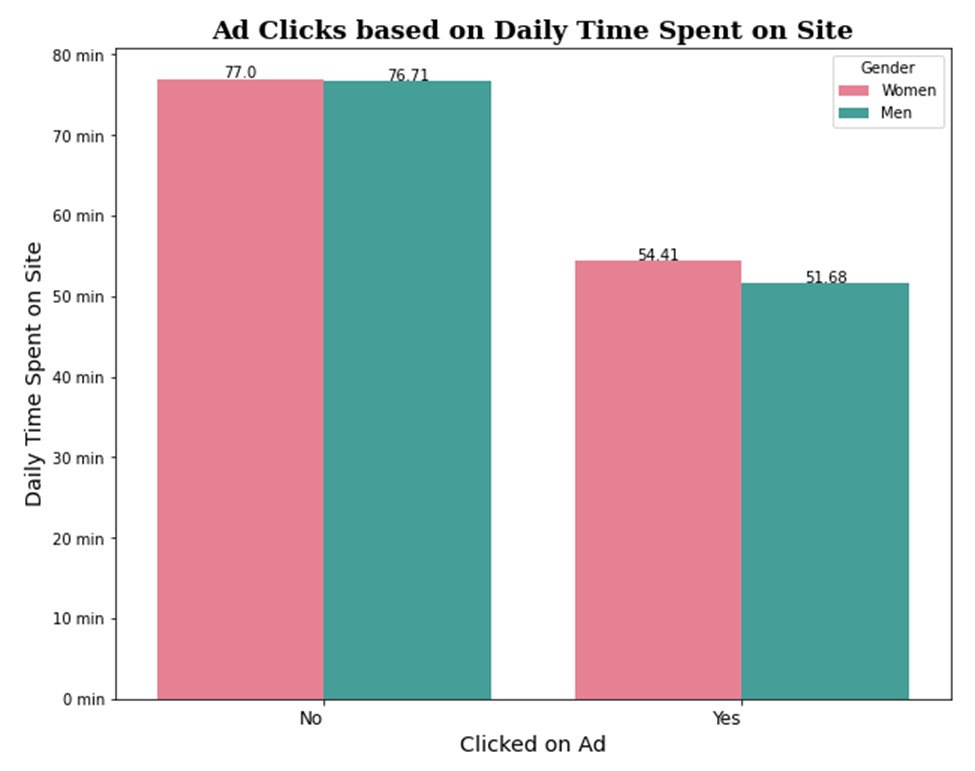 Ad Clicks based on Daily Time Spent on Site
80 min
70 min
60 min
50 min
40 min
30 min
20 min
10 min
0 min
Daily Time Spent on Site
77.0
76.71
54.41
51.68
Gender
Women
Men
No
Yes
Clicked on Ad